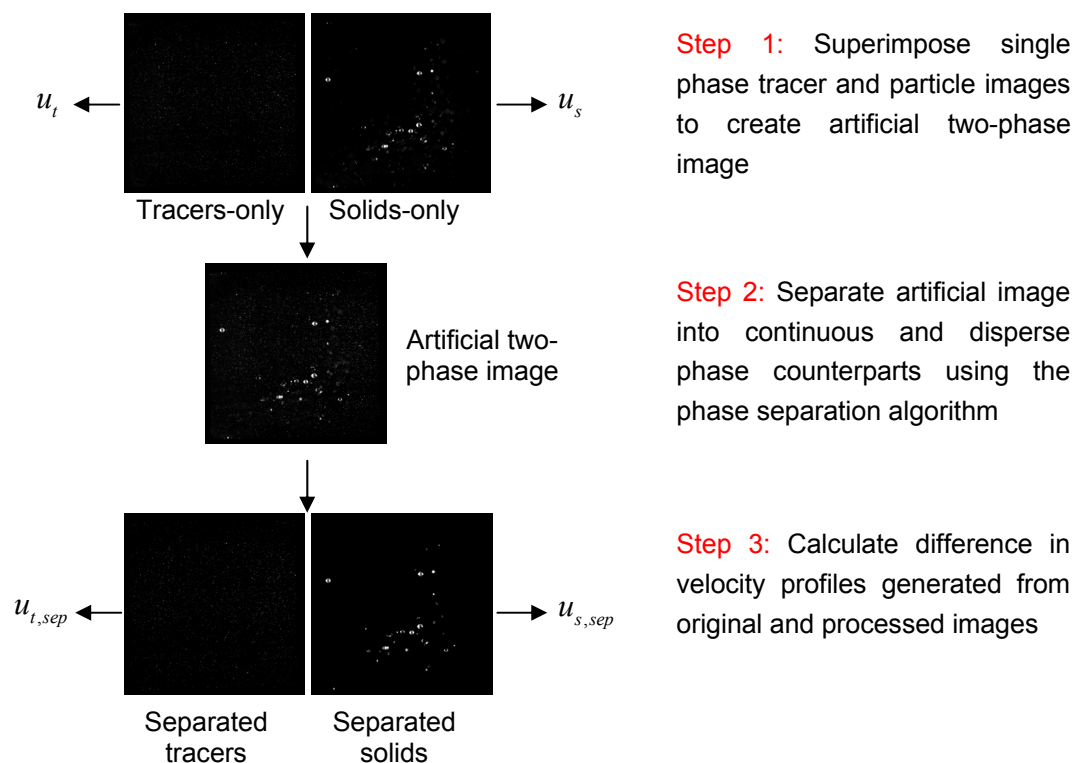 u_t
u_s
Tracers-only
Solids-only
Step 1: Superimpose single
phase tracer and particle images
to create artificial two-phase
image
Artificial two-
phase image
Step 2: Separate artificial image
into continuous and disperse
phase counterparts using the
phase separation algorithm
u_{t,sep}
u_{s,sep}
Separated
tracers
Separated
solids
Step 3: Calculate difference in
velocity profiles generated from
original and processed images